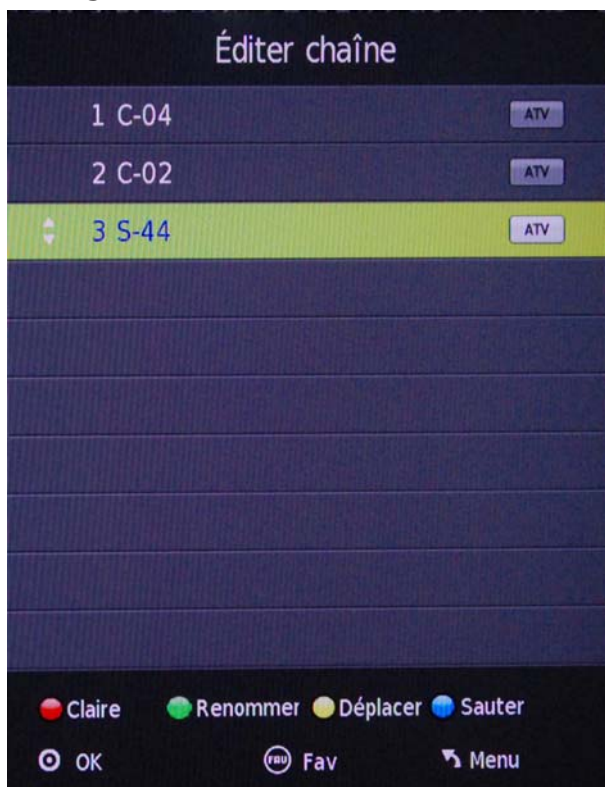 Éditer chaîne
1 C-04 ATV
2 C-02 ATV
3 S-44 ATV
Claire Renommer Déplacer Sauter
OK FAV Fav Menu